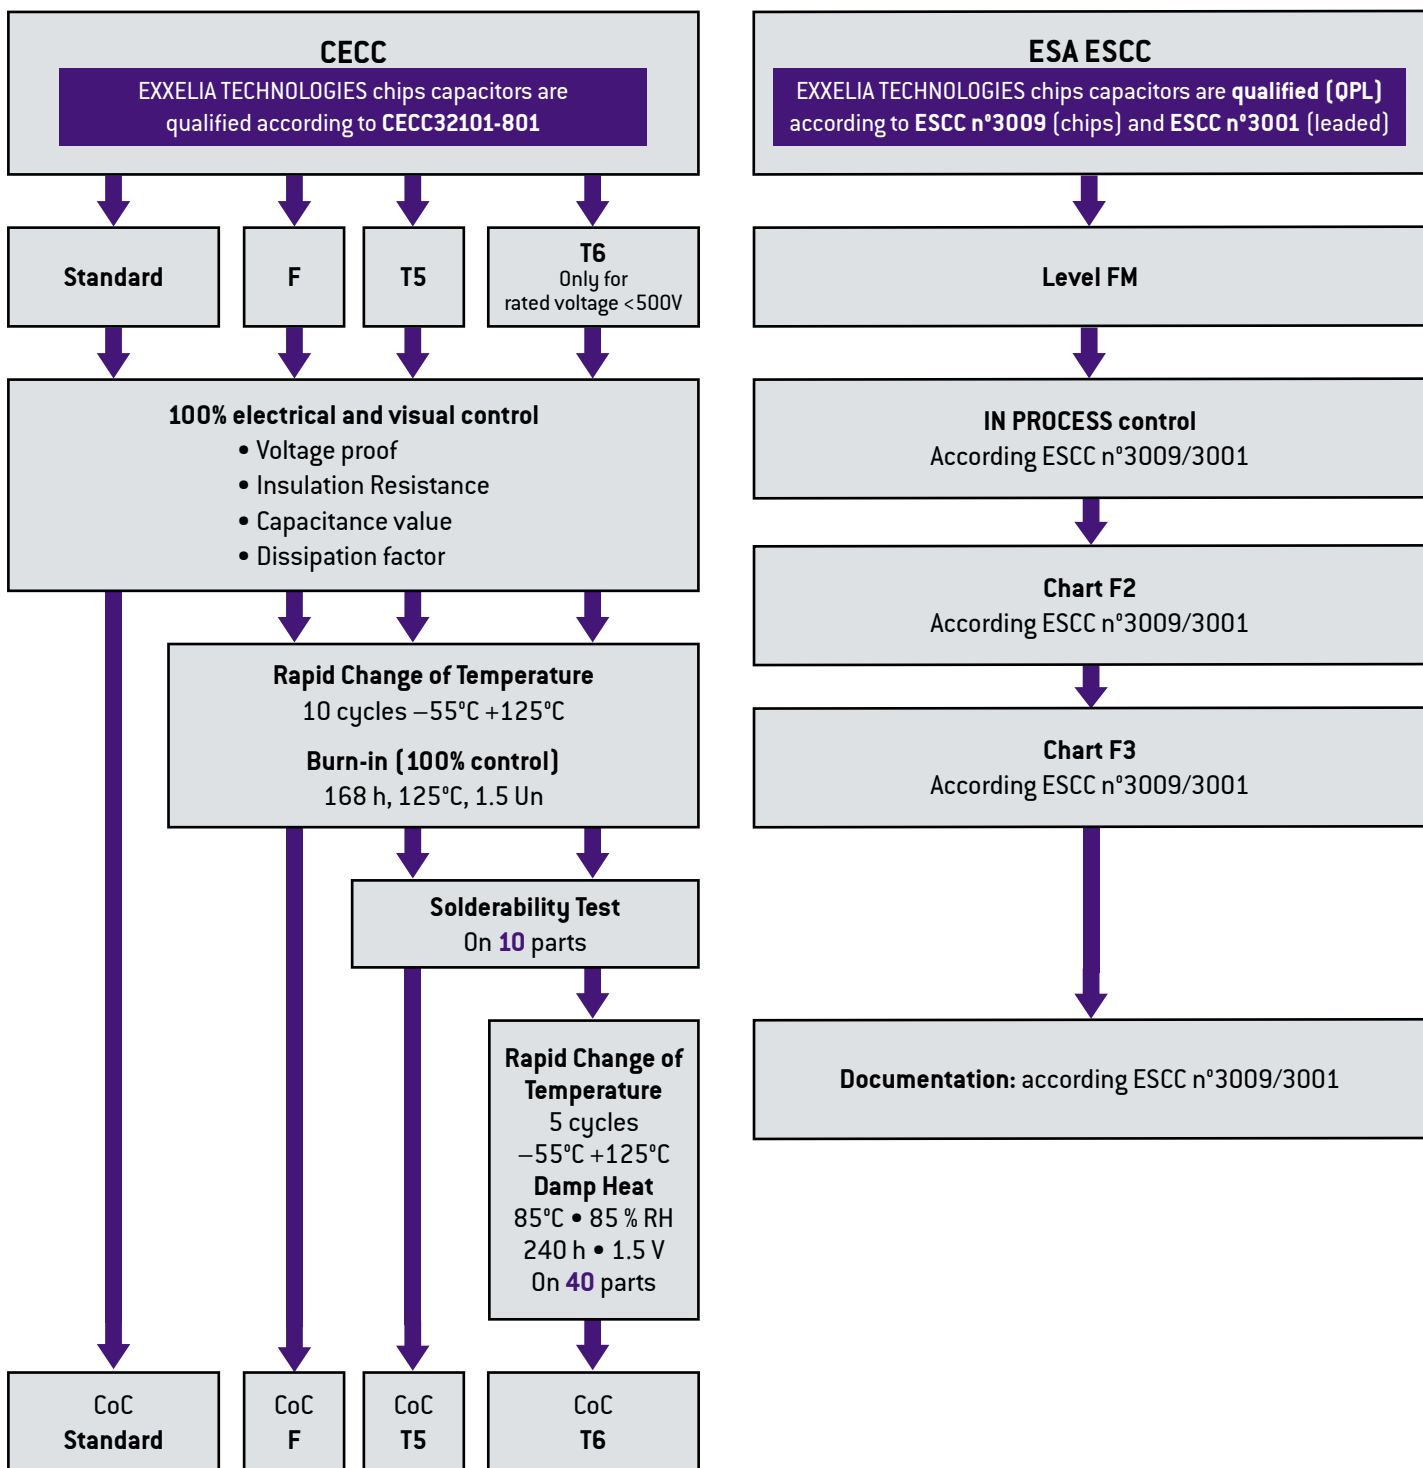 CECC
EXXELIA TECHNOLOGIES chips capacitors are
qualified according to CECC32101-801
Standard
F
T5
T6
Only for
rated voltage <500V
100% electrical and visual control
• Voltage proof
• Insulation Resistance
• Capacitance value
• Dissipation factor
Rapid Change of Temperature
10 cycles –55°C +125°C
Burn-in (100% control)
168 h, 125°C, 1.5 Un
Solderability Test
On 10 parts
Rapid Change of
Temperature
5 cycles
–55°C +125°C
Damp Heat
85°C • 85 % RH
240 h • 1.5 V
On 40 parts
CoC
Standard
CoC
F
CoC
T5
CoC
T6
ESA ESCC
EXXELIA TECHNOLOGIES chips capacitors are qualified (QPL)
according to ESCC n°3009 (chips) and ESCC n°3001 (leaded)
Level FM
IN PROCESS control
According ESCC n°3009/3001
Chart F2
According ESCC n°3009/3001
Chart F3
According ESCC n°3009/3001
Documentation: according ESCC n°3009/3001